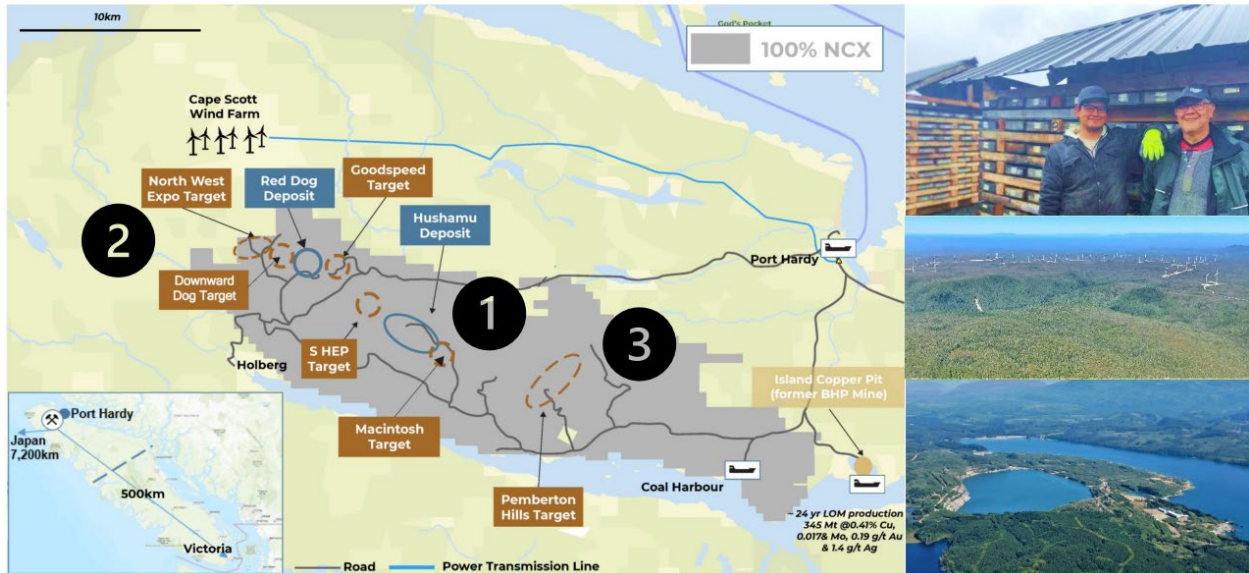 10km
God's Pocket
100% NCX
Cape Scott
Wind Farm
North West
Expo Target
Red Dog
Deposit
Goodspeed
Target
Hushamu
Deposit
2
Downward
Dog Target
Port Hardy
1
3
S HEP
Target
Holberg
Macintosh
Target
Island Copper Pit
(former BHP Mine)
Port Hardy
Japan
7,200km
500km
Victoria
Pemberton
Hills Target
Coal Harbour
~ 24 yr LOM production
345 Mt @0.41% Cu,
0.017& Mo, 0.19 g/t Au
& 1.4 g/t Ag
Road
Power Transmission Line